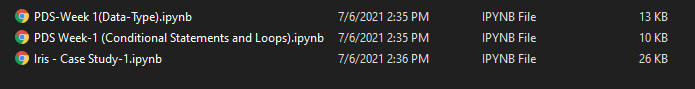 PDS-Week 1(Data-Type).ipynb 7/6/2021 2:35 PM IPYNB File 13 KB
PDS Week-1 (Conditional Statements and Loops).ipynb 7/6/2021 2:35 PM IPYNB File 10 KB
Iris - Case Study-1.ipynb 7/6/2021 2:36 PM IPYNB File 26 KB